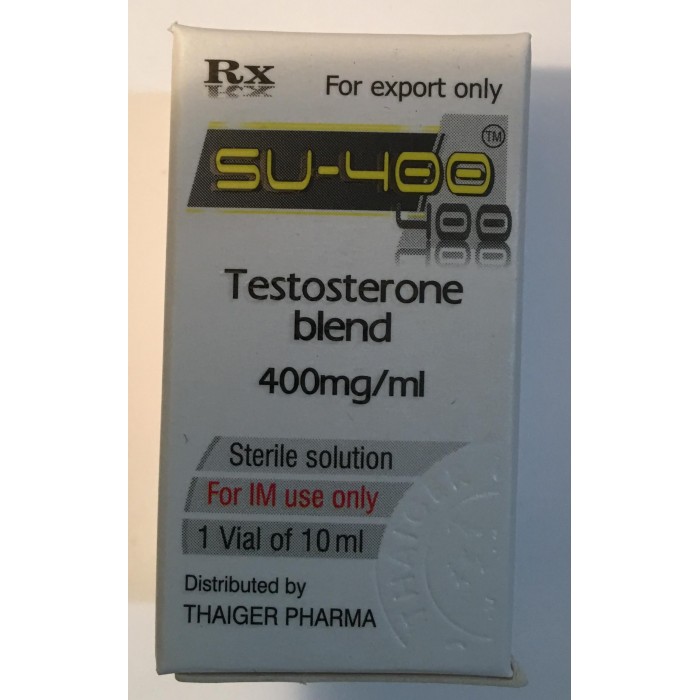 Rx
For export only
SU-400 TM
400
Testosterone
blend
400mg/ml
Sterile solution
For IM use only
1 Vial of 10 ml
Distributed by
THAIGER PHARMA